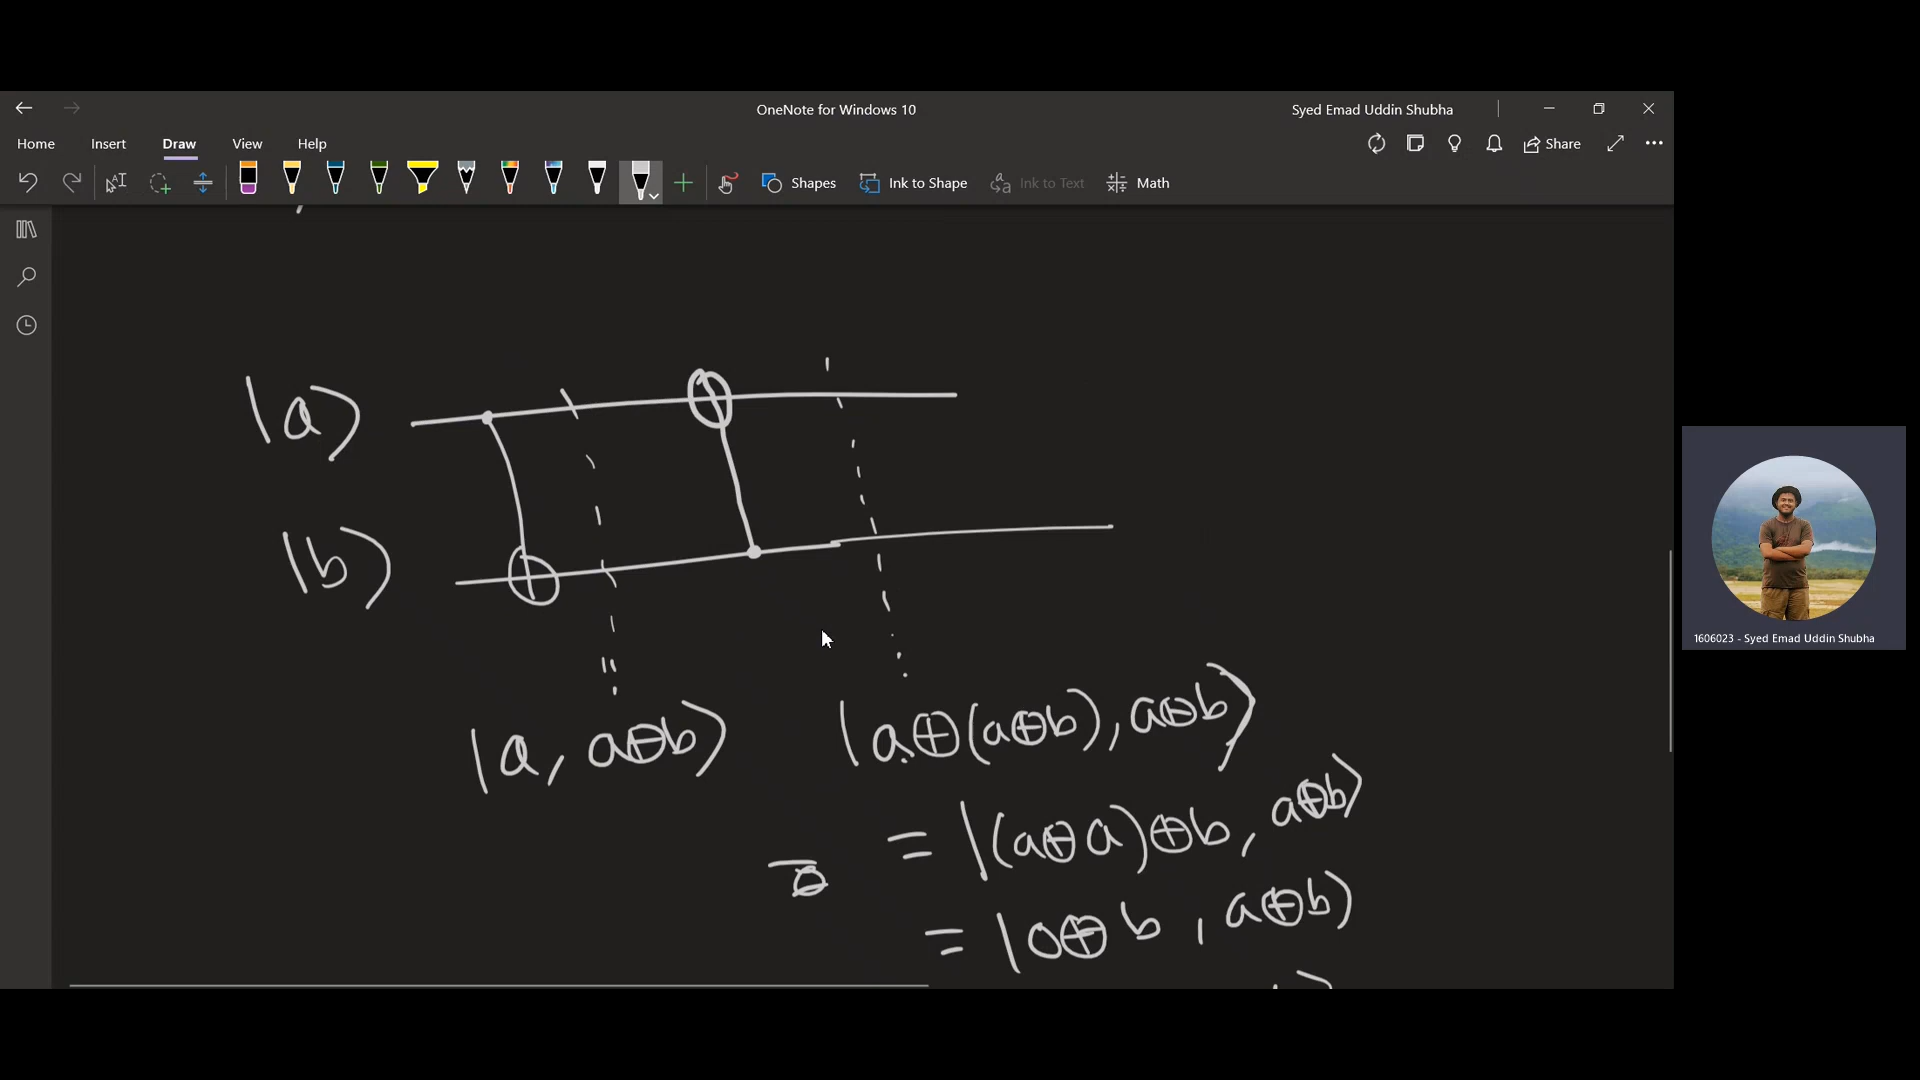 OneNote for Windows 10
Syed Emad Uddin Shubha
Home Insert Draw View Help
Share
Shapes Ink to Shape Ink to Text Math
|a⟩
|b⟩
|a, a⊕b⟩
|a⊕(a⊕b), a⊕b⟩
= |(a⊕a)⊕b, a⊕b⟩
= |0⊕b, a⊕b⟩
1606023 - Syed Emad Uddin Shubha